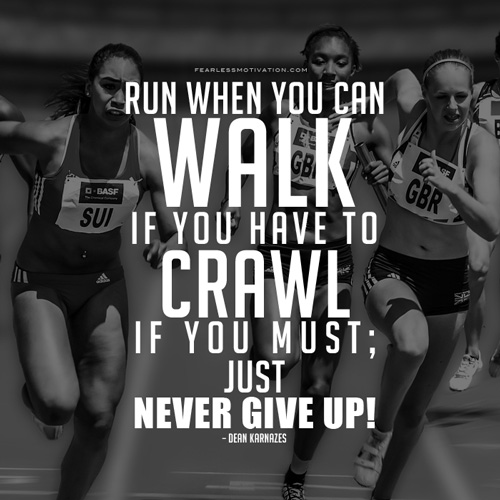 FEARLESSMOTIVATION.COM
RUN WHEN YOU CAN
WALK
IF YOU HAVE TO
CRAWL
IF YOU MUST;
JUST
NEVER GIVE UP!
- DEAN KARNAZES
BASF
SUI
GBR
GBR